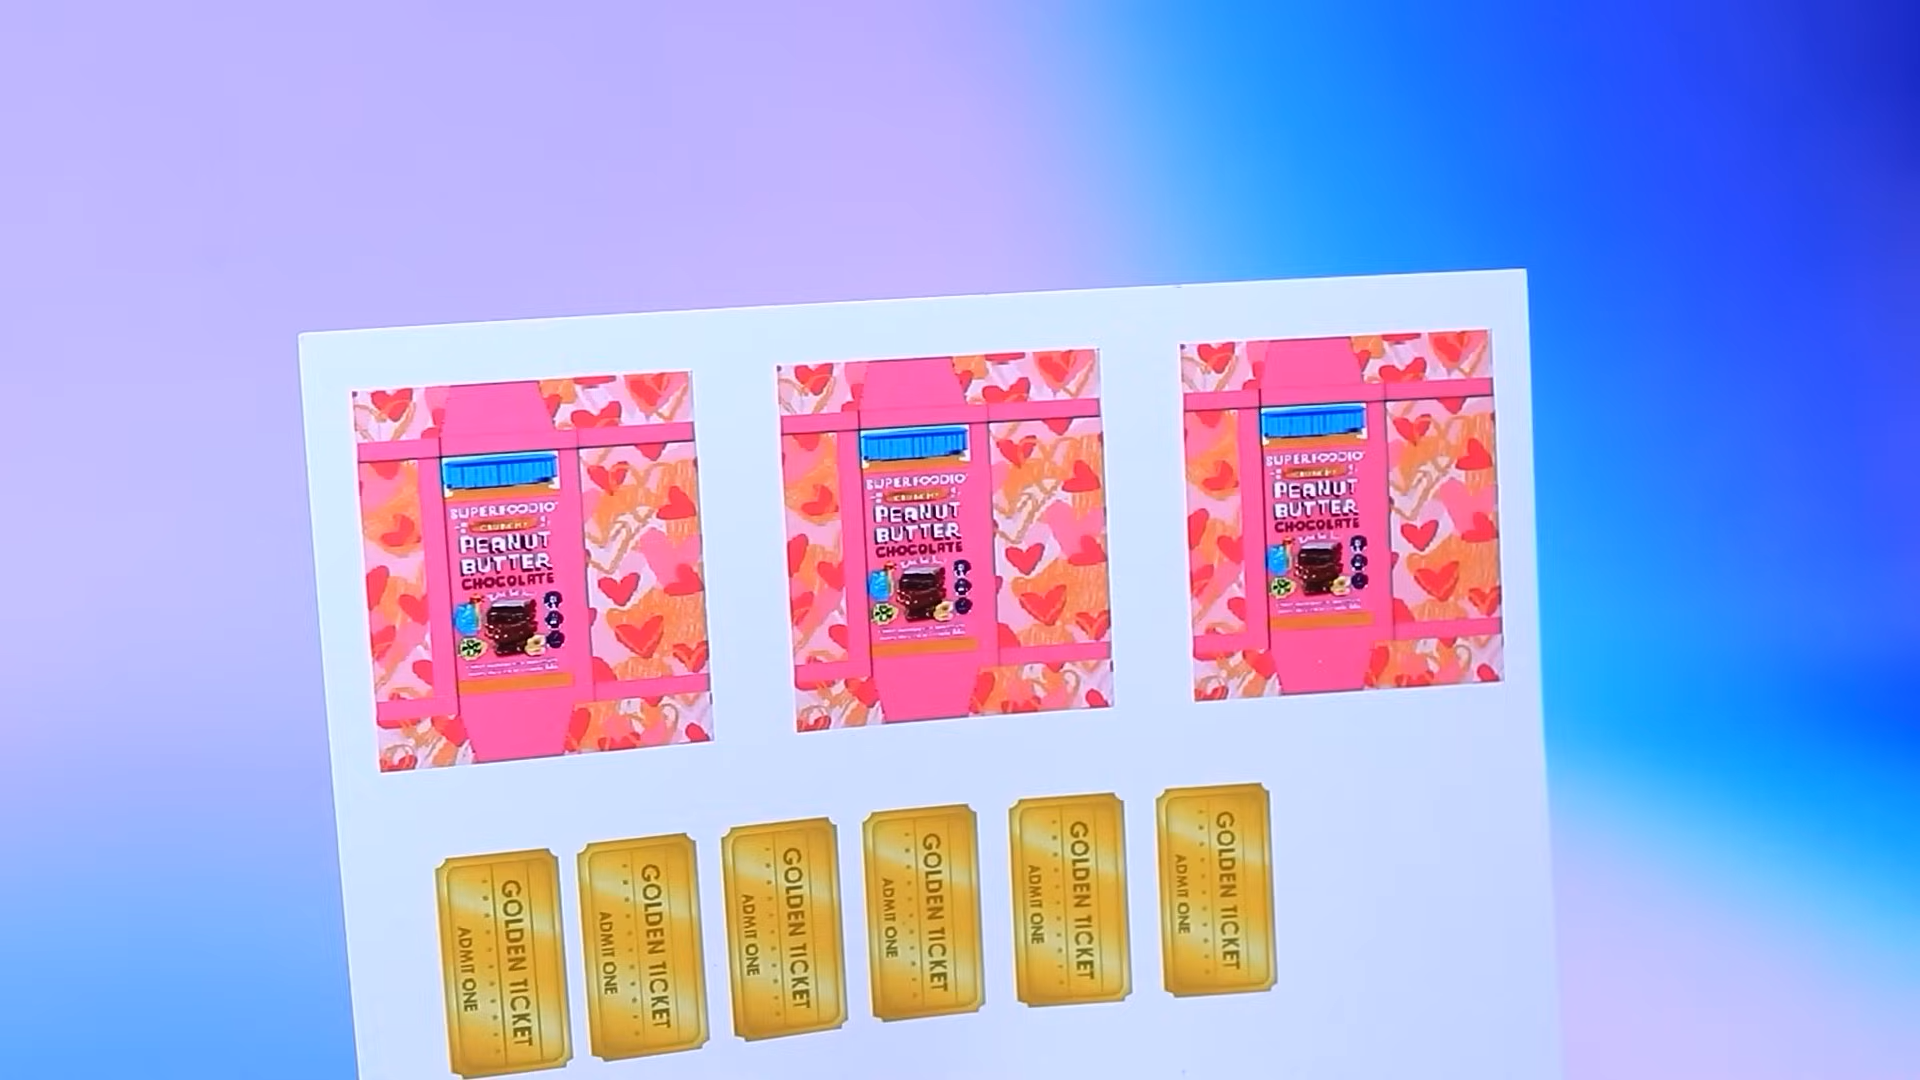 SUPERFOODIO
CRUNCHY
PEANUT
BUTTER
CHOCOLATE
SUPERFOODIO
CRUNCHY
PEANUT
BUTTER
CHOCOLATE
SUPERFOODIO
CRUNCHY
PEANUT
BUTTER
CHOCOLATE
GOLDEN TICKET
ADMIT ONE
GOLDEN TICKET
ADMIT ONE
GOLDEN TICKET
ADMIT ONE
GOLDEN TICKET
ADMIT ONE
GOLDEN TICKET
ADMIT ONE
GOLDEN TICKET
ADMIT ONE